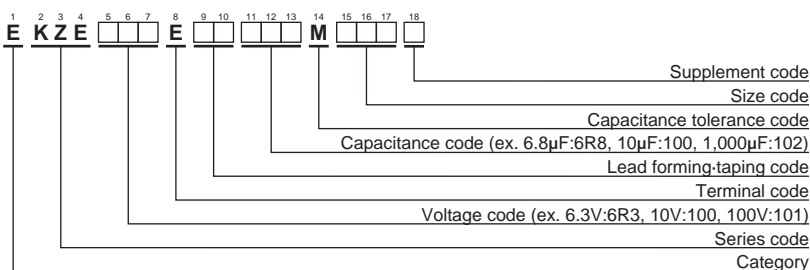 1 2 3 4 5 6 7 8 9 10 11 12 13 14 15 16 17 18
E K Z E □□□ E □□ □□□ M □□□ □
Supplement code
Size code
Capacitance tolerance code
Capacitance code (ex. 6.8µF:6R8, 10µF:100, 1,000µF:102)
Lead forming·taping code
Terminal code
Voltage code (ex. 6.3V:6R3, 10V:100, 100V:101)
Series code
Category